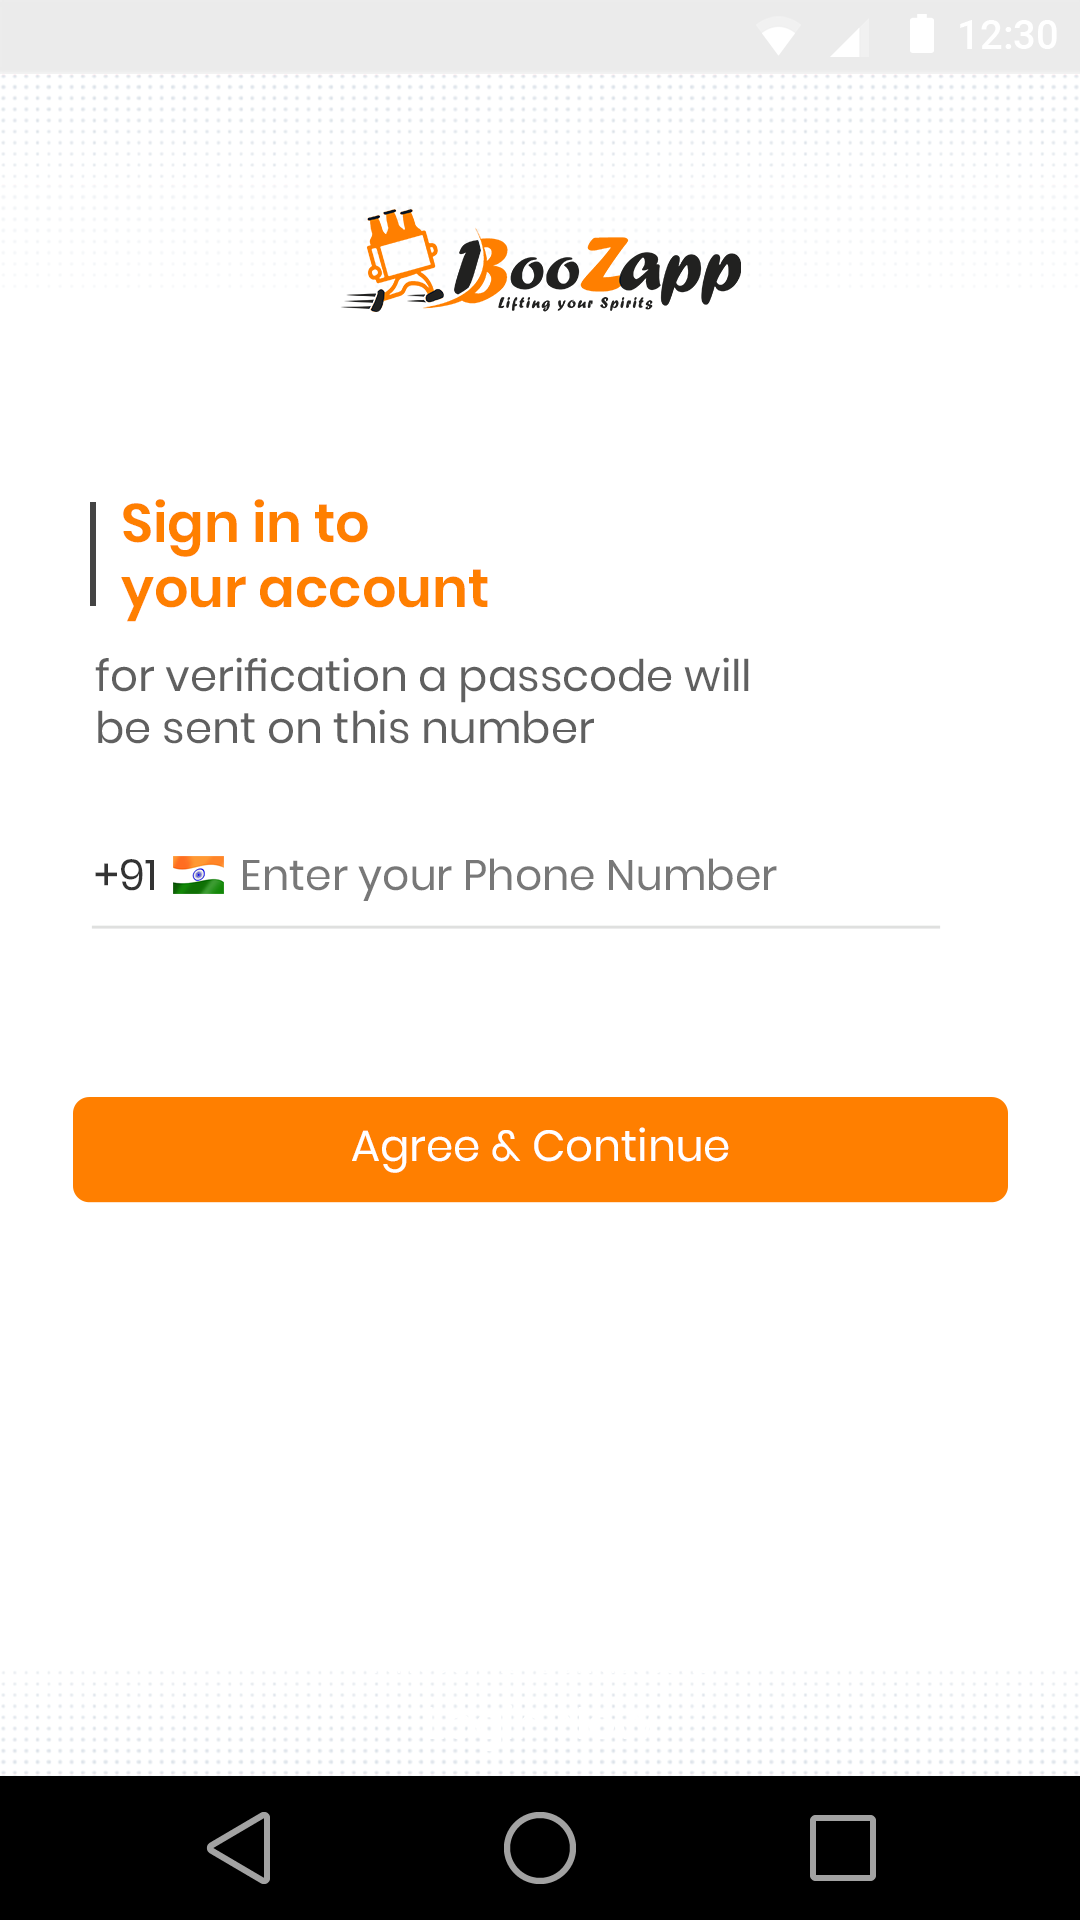 12:30
BooZapp
Lifting your Spirits
Sign in to
your account
for verification a passcode will
be sent on this number
+91 Enter your Phone Number
Agree & Continue